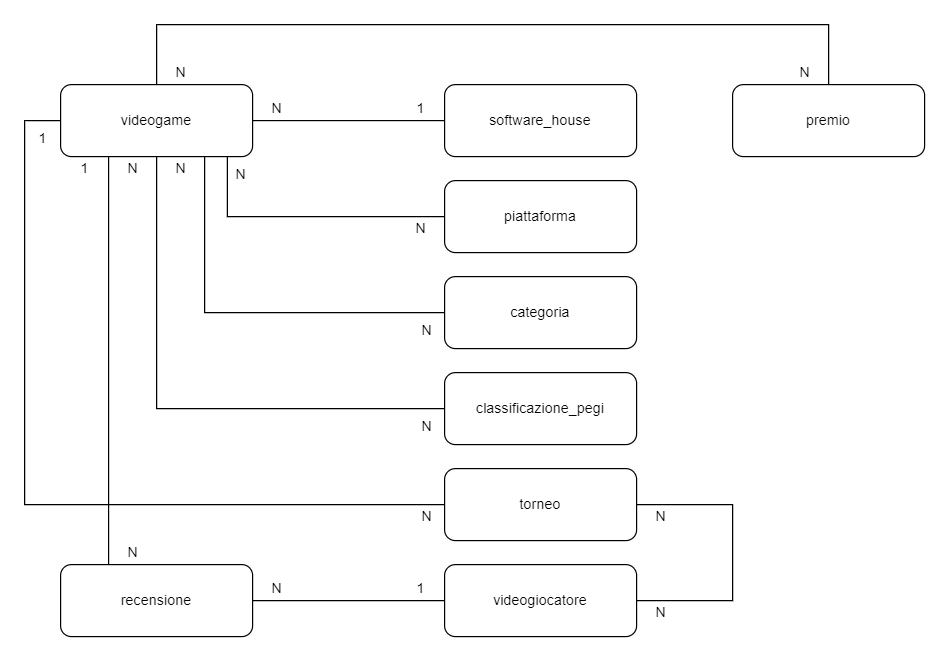 N N
videogame N 1 software_house premio
1
1 N N N
piattaforma
N
categoria
N
classificazione_pegi
N
torneo
N N
N
N 1
recensione videogiocatore
N